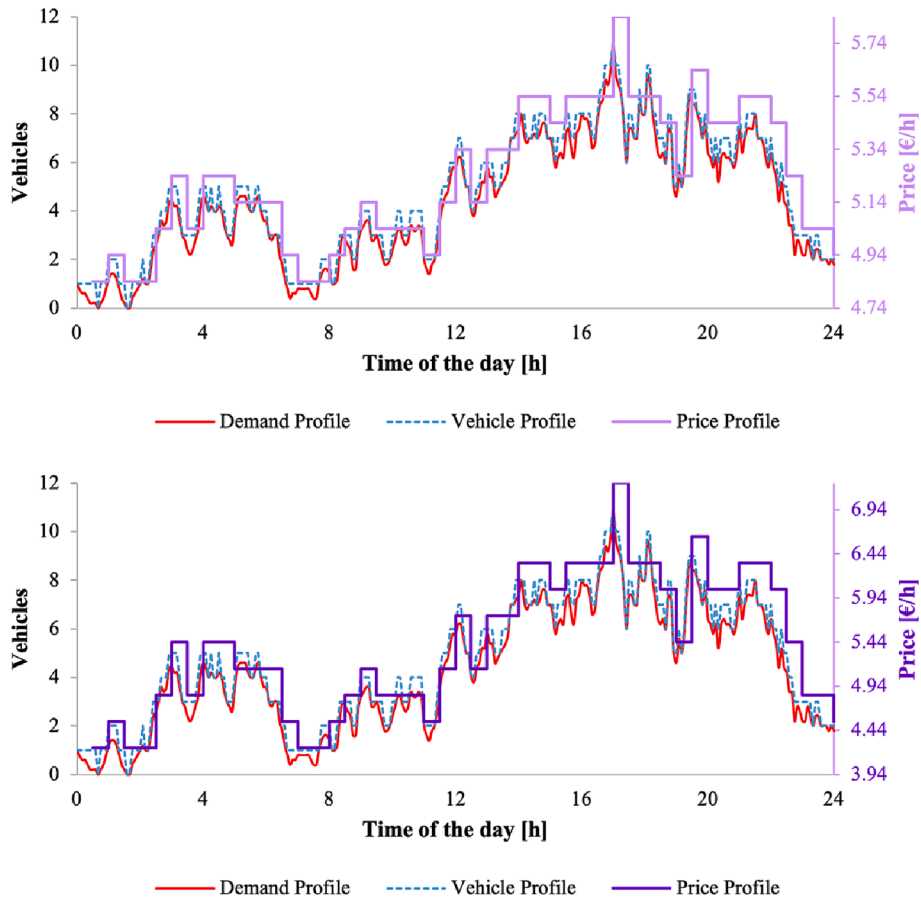 12
10
8
6
4
2
0
Vehicles
5.74
5.54
5.34
5.14
4.94
4.74
Price [€/h]
0 4 8 12 16 20 24
Time of the day [h]
Demand Profile Vehicle Profile Price Profile
12
10
8
6
4
2
0
Vehicles
6.94
6.44
5.94
5.44
4.94
4.44
3.94
Price [€/h]
0 4 8 12 16 20 24
Time of the day [h]
Demand Profile Vehicle Profile Price Profile